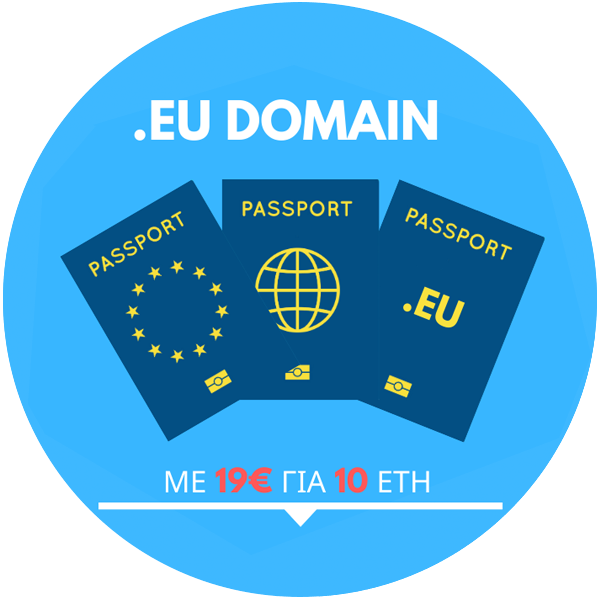 .EU DOMAIN
PASSPORT
PASSPORT
PASSPORT
.EU
ΜΕ 19€ ΓΙΑ 10 ΕΤΗ